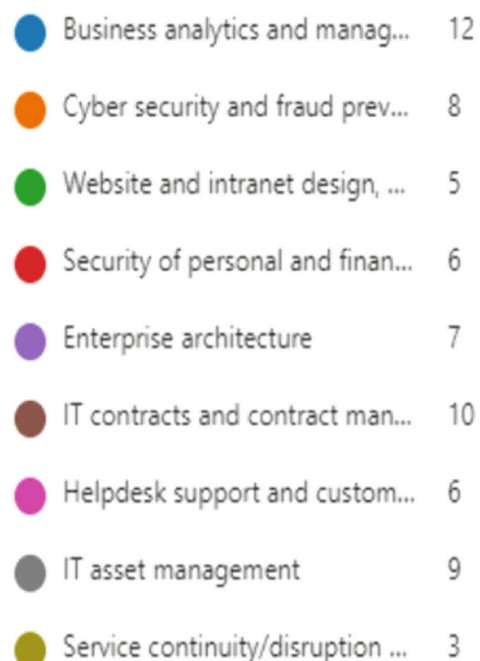 Business analytics and manag... 12
Cyber security and fraud prev... 8
Website and intranet design, ... 5
Security of personal and finan... 6
Enterprise architecture 7
IT contracts and contract man... 10
Helpdesk support and custom... 6
IT asset management 9
Service continuity/disruption ... 3